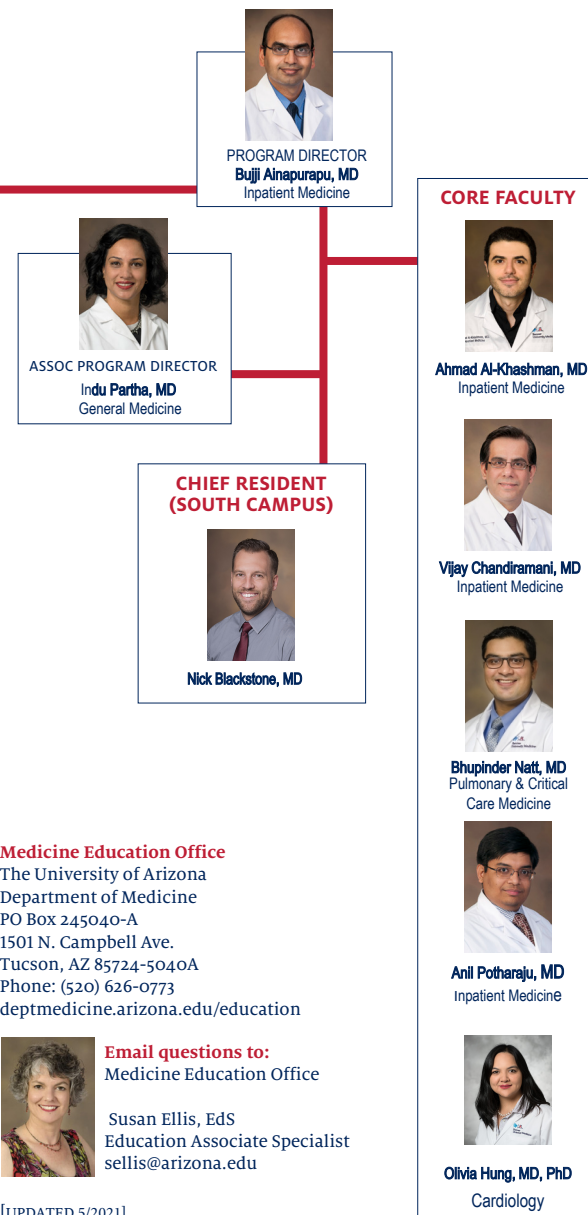 PROGRAM DIRECTOR
Bujji Ainapurapu, MD
Inpatient Medicine
ASSOC PROGRAM DIRECTOR
Indu Partha, MD
General Medicine
CHIEF RESIDENT
(SOUTH CAMPUS)
Nick Blackstone, MD
CORE FACULTY
Ahmad Al-Khashman, MD
Inpatient Medicine
Vijay Chandiramani, MD
Inpatient Medicine
Bhupinder Natt, MD
Pulmonary & Critical
Care Medicine
Anil Potharaju, MD
Inpatient Medicine
Olivia Hung, MD, PhD
Cardiology
Medicine Education Office
The University of Arizona
Department of Medicine
PO Box 245040-A
1501 N. Campbell Ave.
Tucson, AZ 85724-5040A
Phone: (520) 626-0773
deptmedicine.arizona.edu/education
Email questions to:
Medicine Education Office
Susan Ellis, EdS
Education Associate Specialist
sellis@arizona.edu
[UPDATED 5/2021]